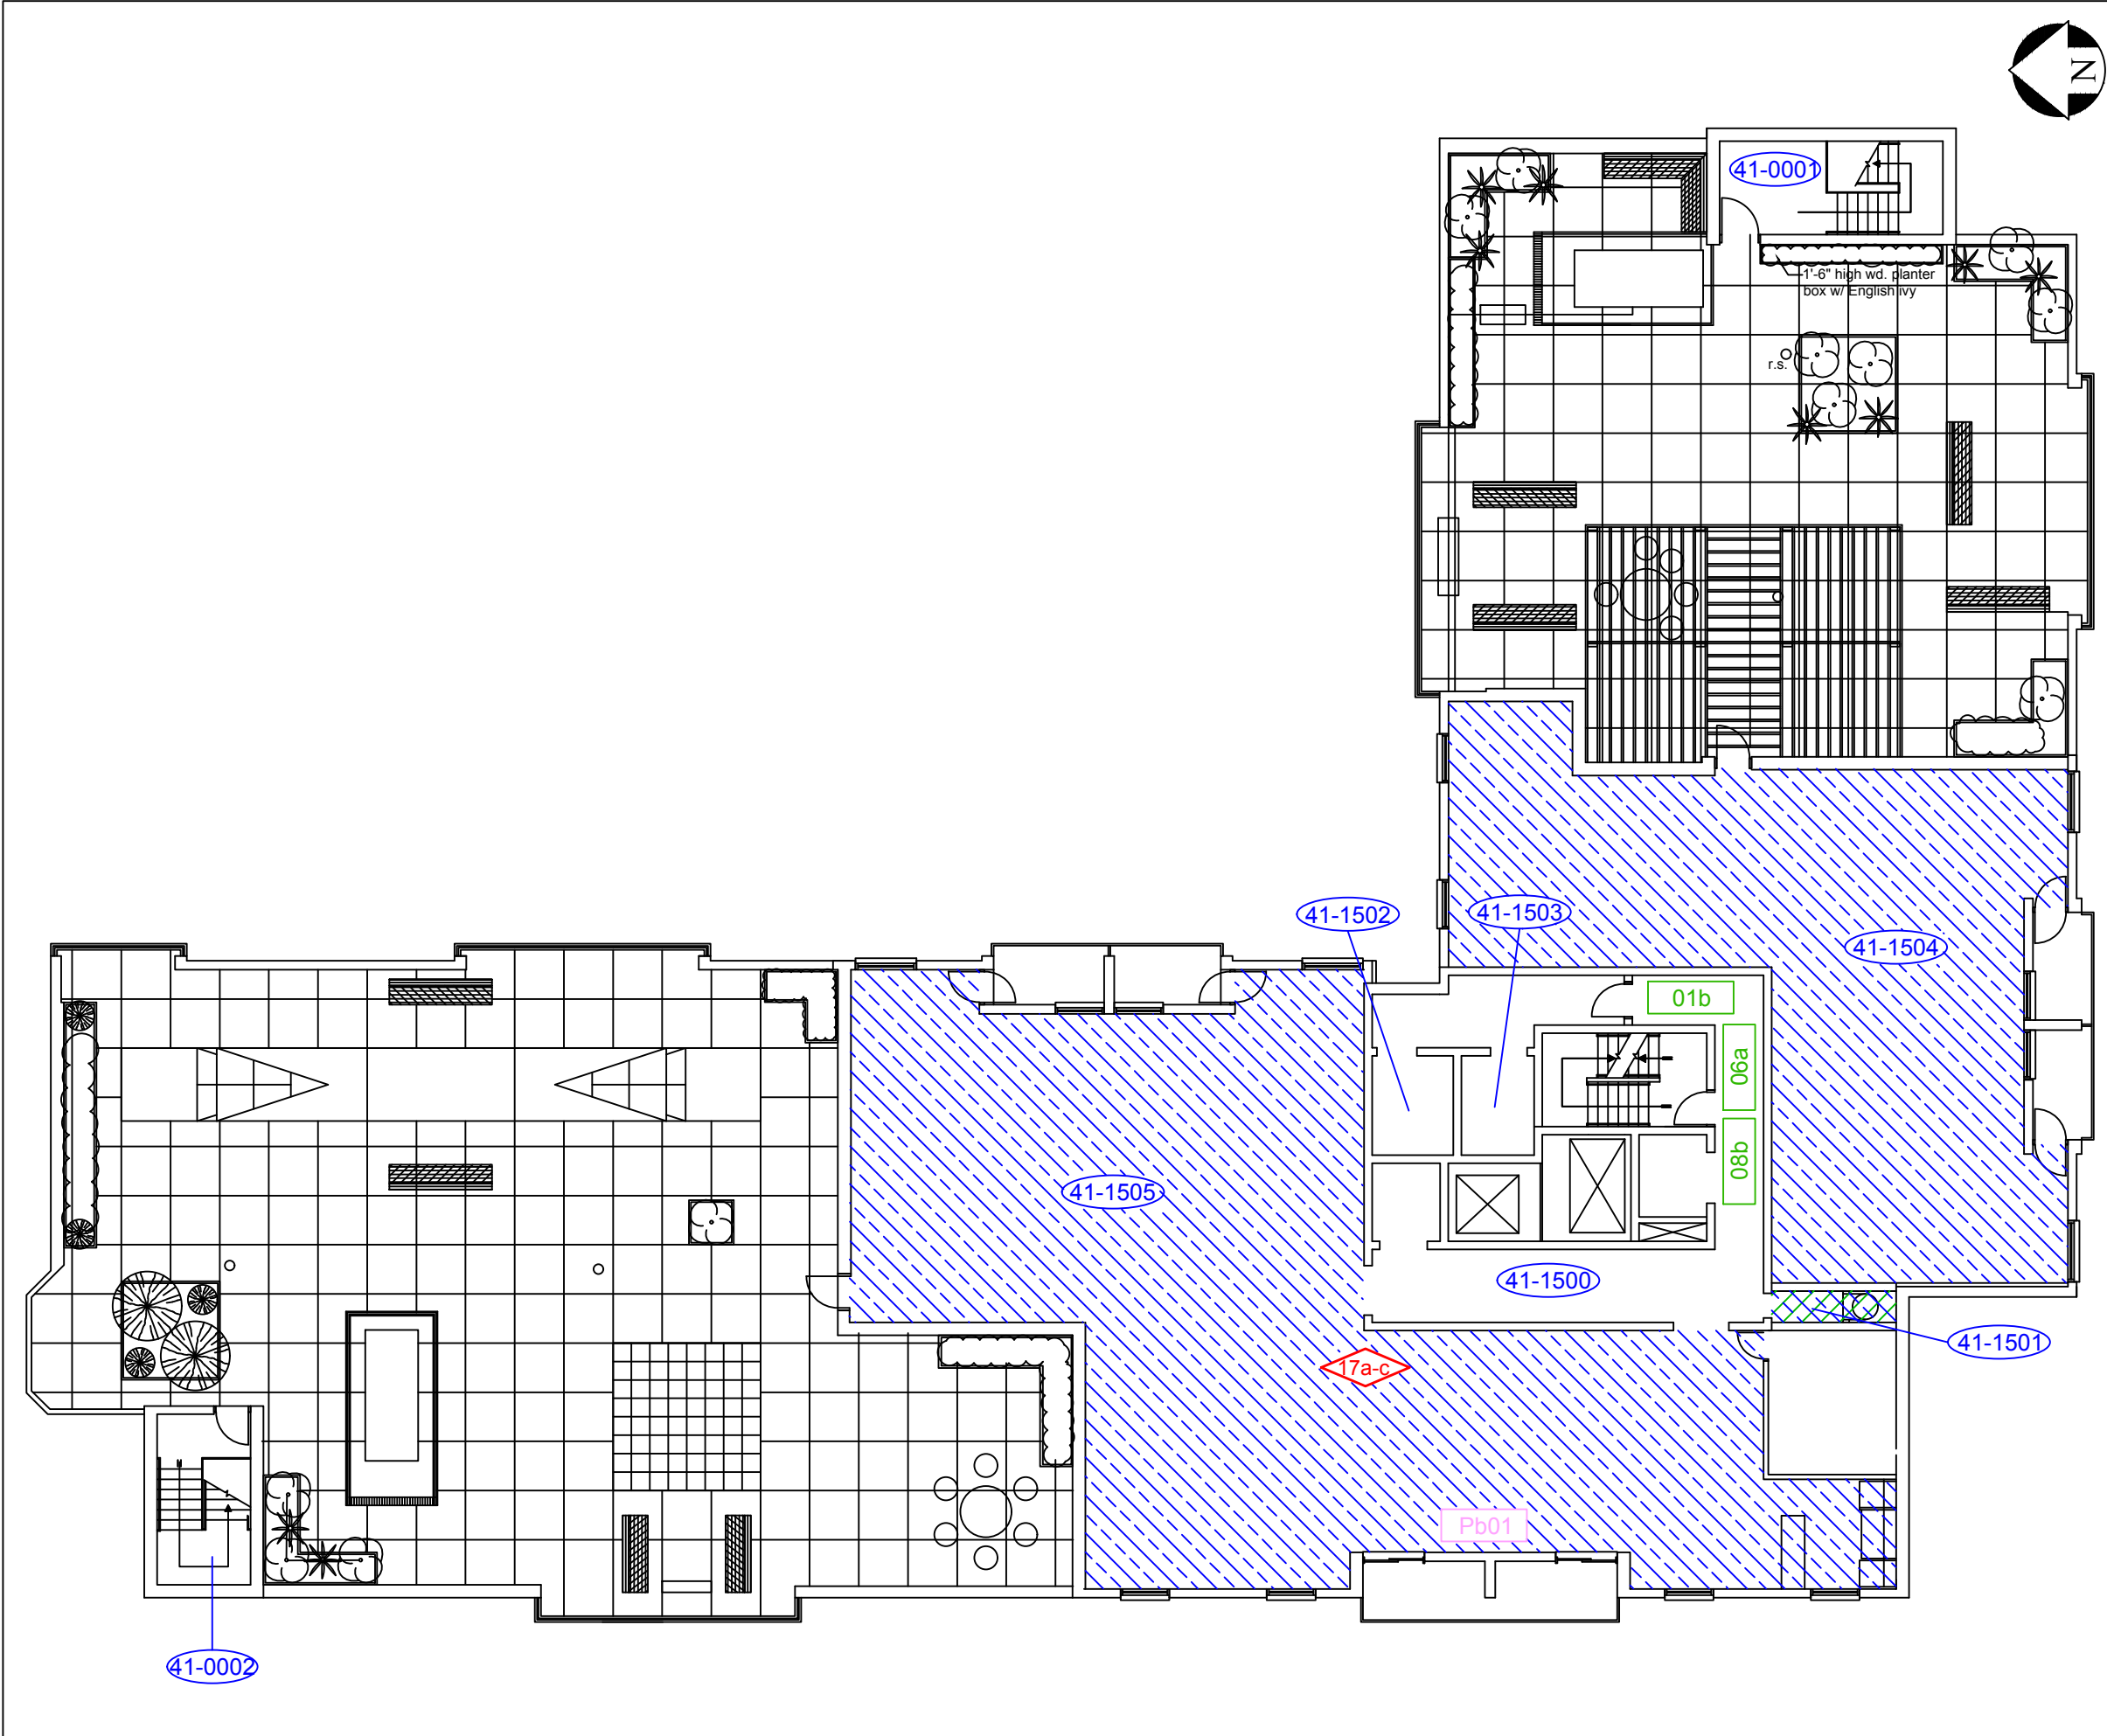 N
41-0001
1'-6" high wd. planter
box w/ English ivy
r.s.
41-1502
41-1503
41-1504
01b
06a
08b
41-1505
41-1500
41-1501
17a-c
Pb01
41-0002